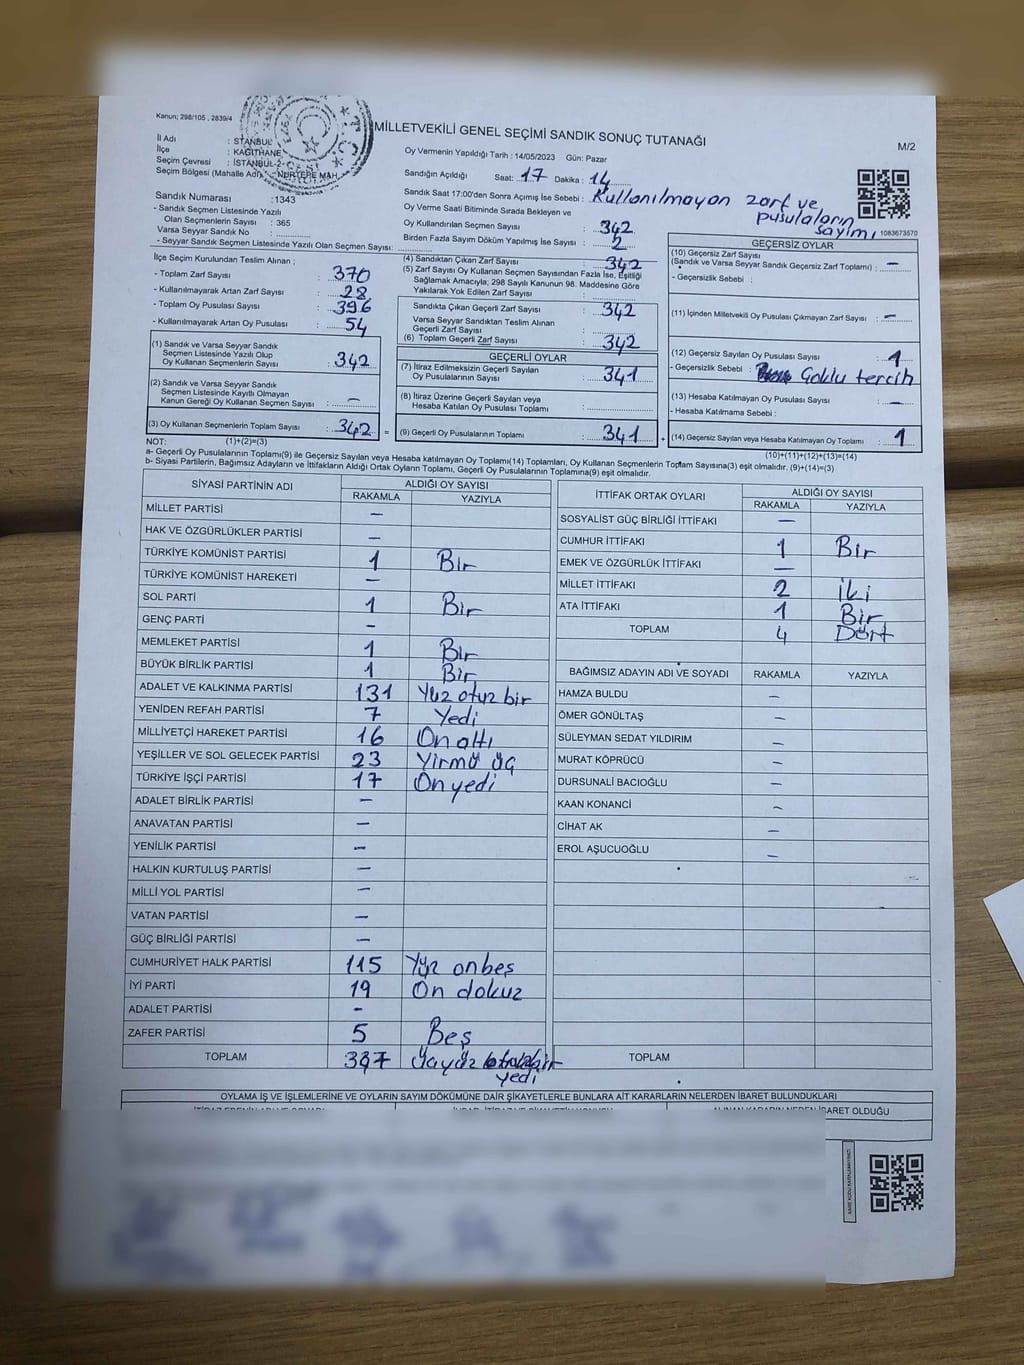 Kanun; 298/105 , 2839/4
MİLLETVEKİLİ GENEL SEÇİMİ SANDIK SONUÇ TUTANAĞI
M/2
İl Adı : STANBUL
İlçe : KAĞITHANE
Seçim Çevresi : İSTANBUL-2
Seçim Bölgesi (Mahalle Adı) NURTEPE MAH.
Oy Vermenin Yapıldığı Tarih : 14/05/2023 Gün: Pazar
Sandığın Açıldığı Saat: 17 Dakika : 14
Sandık Saat 17:00'den Sonra Açımış İse Sebebi : Kullanılmayan zarf ve pusulaların sayımı
1083673570
Sandık Numarası :1343
- Sandık Seçmen Listesinde Yazılı
Olan Seçmenlerin Sayısı : 365
Varsa Seyyar Sandık No :
- Seyyar Sandık Seçmen Listesinde Yazılı Olan Seçmen Sayısı:
Oy Verme Saati Bitiminde Sırada Bekleyen ve
Oy Kullandırılan Seçmen Sayısı : 342
Birden Fazla Sayım Döküm Yapılmış İse Sayısı : 2
İlçe Seçim Kurulundan Teslim Alınan ;
- Toplam Zarf Sayısı : 370
- Kullanılmayarak Artan Zarf Sayısı : 28
- Toplam Oy Pusulası Sayısı : 396
- Kullanılmayarak Artan Oy Pusulası : 54
(4) Sandıktan Çıkan Zarf Sayısı : 342
(5) Zarf Sayısı Oy Kullanan Seçmen Sayısından Fazla İse, Eşitliği
Sağlamak Amacıyla; 298 Sayılı Kanunun 98. Maddesine Göre
Yakılarak Yok Edilen Zarf Sayısı :
Sandıkta Çıkan Geçerli Zarf Sayısı : 342
Varsa Seyyar Sandıktan Teslim Alınan
Geçerli Zarf Sayısı :
(6) Toplam Geçerli Zarf Sayısı : 342
GEÇERSİZ OYLAR
(10) Geçersiz Zarf Sayısı
(Sandık ve Varsa Seyyar Sandık Geçersiz Zarf Toplamı) : —
- Geçersizlik Sebebi :
(11) İçinden Milletvekili Oy Pusulası Çıkmayan Zarf Sayısı : —
(12) Geçersiz Sayılan Oy Pusulası Sayısı : 1
- Geçersizlik Sebebi : Çoklu tercih
(13) Hesaba Katılmayan Oy Pusulası Sayısı : —
- Hesaba Katılmama Sebebi :
(14) Geçersiz Sayılan veya Hesaba Katılmayan Oy Toplamı : 1
(10)+(11)+(12)+(13)=(14)
(1) Sandık ve Varsa Seyyar Sandık
Seçmen Listesinde Yazılı Olup
Oy Kullanan Seçmenlerin Sayısı : 342
(2) Sandık ve Varsa Seyyar Sandık
Seçmen Listesinde Kayıtlı Olmayan
Kanun Gereği Oy Kullanan Seçmen Sayısı : —
(3) Oy Kullanan Seçmenlerin Toplam Sayısı : 342 =
GEÇERLİ OYLAR
(7) İtiraz Edilmeksizin Geçerli Sayılan
Oy Pusulalarının Sayısı : 341
(8) İtiraz Üzerine Geçerli Sayılan veya
Hesaba Katılan Oy Pusulası Toplamı :
(9) Geçerli Oy Pusulalarının Toplamı : 341 +
NOT: (1)+(2)=(3)
a- Geçerli Oy Pusulalarının Toplamı(9) ile Geçersiz Sayılan veya Hesaba katılmayan Oy Toplamı(14) Toplamları, Oy Kullanan Seçmenlerin Toplam Sayısına(3) eşit olmalıdır. (9)+(14)=(3)
b- Siyasi Partilerin, Bağımsız Adayların ve İttifakların Aldığı Ortak Oyların Toplamı, Geçerli Oy Pusulalarının Toplamına(9) eşit olmalıdır.
SİYASİ PARTİNİN ADI ALDIĞI OY SAYISI
RAKAMLA YAZIYLA
MİLLET PARTİSİ —
HAK VE ÖZGÜRLÜKLER PARTİSİ —
TÜRKİYE KOMÜNİST PARTİSİ 1 Bir
TÜRKİYE KOMÜNİST HAREKETİ —
SOL PARTİ 1 Bir
GENÇ PARTİ —
MEMLEKET PARTİSİ 1 Bir
BÜYÜK BİRLİK PARTİSİ 1 Bir
ADALET VE KALKINMA PARTİSİ 131 Yüz otuz bir
YENİDEN REFAH PARTİSİ 7 Yedi
MİLLİYETÇİ HAREKET PARTİSİ 16 On altı
YEŞİLLER VE SOL GELECEK PARTİSİ 23 Yirmi üç
TÜRKİYE İŞÇİ PARTİSİ 17 On yedi
ADALET BİRLİK PARTİSİ —
ANAVATAN PARTİSİ —
YENİLİK PARTİSİ —
HALKIN KURTULUŞ PARTİSİ —
MİLLİ YOL PARTİSİ —
VATAN PARTİSİ —
GÜÇ BİRLİĞİ PARTİSİ —
CUMHURİYET HALK PARTİSİ 115 Yüz onbeş
İYİ PARTİ 19 On dokuz
ADALET PARTİSİ -
ZAFER PARTİSİ 5 Beş
TOPLAM 337 yedi
İTTİFAK ORTAK OYLARI ALDIĞI OY SAYISI
RAKAMLA YAZIYLA
SOSYALİST GÜÇ BİRLİĞİ İTTİFAKI —
CUMHUR İTTİFAKI 1 Bir
EMEK VE ÖZGÜRLÜK İTTİFAKI —
MİLLET İTTİFAKI 2 İki
ATA İTTİFAKI 1 Bir
TOPLAM 4 Dört
BAĞIMSIZ ADAYIN ADI VE SOYADI RAKAMLA YAZIYLA
HAMZA BULDU —
ÖMER GÖNÜLTAŞ —
SÜLEYMAN SEDAT YILDIRIM —
MURAT KÖPRÜCÜ —
DURSUNALİ BACIOĞLU —
KAAN KONANCİ —
CİHAT AK —
EROL AŞUCUOĞLU —
TOPLAM
OYLAMA İŞ VE İŞLEMLERİNE VE OYLARIN SAYIM DÖKÜMÜNE DAİR ŞİKAYETLERLE BUNLARA AİT KARARLARIN NELERDEN İBARET BULUNDUKLARI
İBARET OLDUĞU